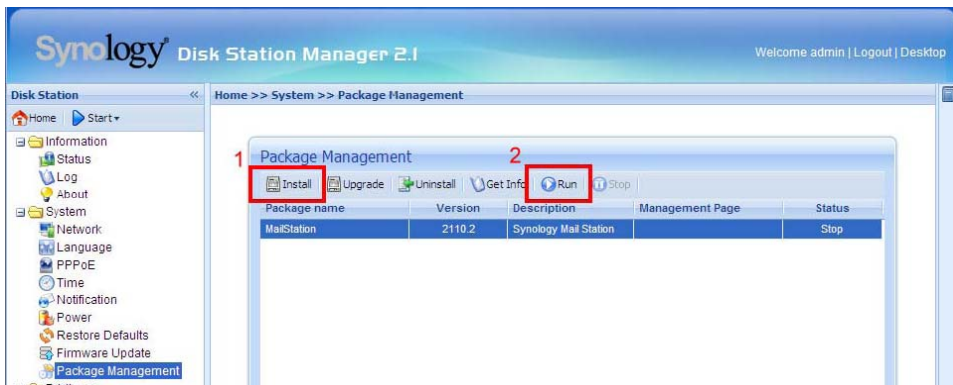 Synology Disk Station Manager 2.1
Welcome admin | Logout | Desktop
Disk Station «
Home >> System >> Package Management
Home Start
Information
Status
Log
About
System
Network
Language
PPPoE
Time
Notification
Power
Restore Defaults
Firmware Update
Package Management
1
Package Management
2
Install Upgrade Uninstall Get Info Run Stop
Package name Version Description Management Page Status
MailStation 2110.2 Synology Mail Station Stop